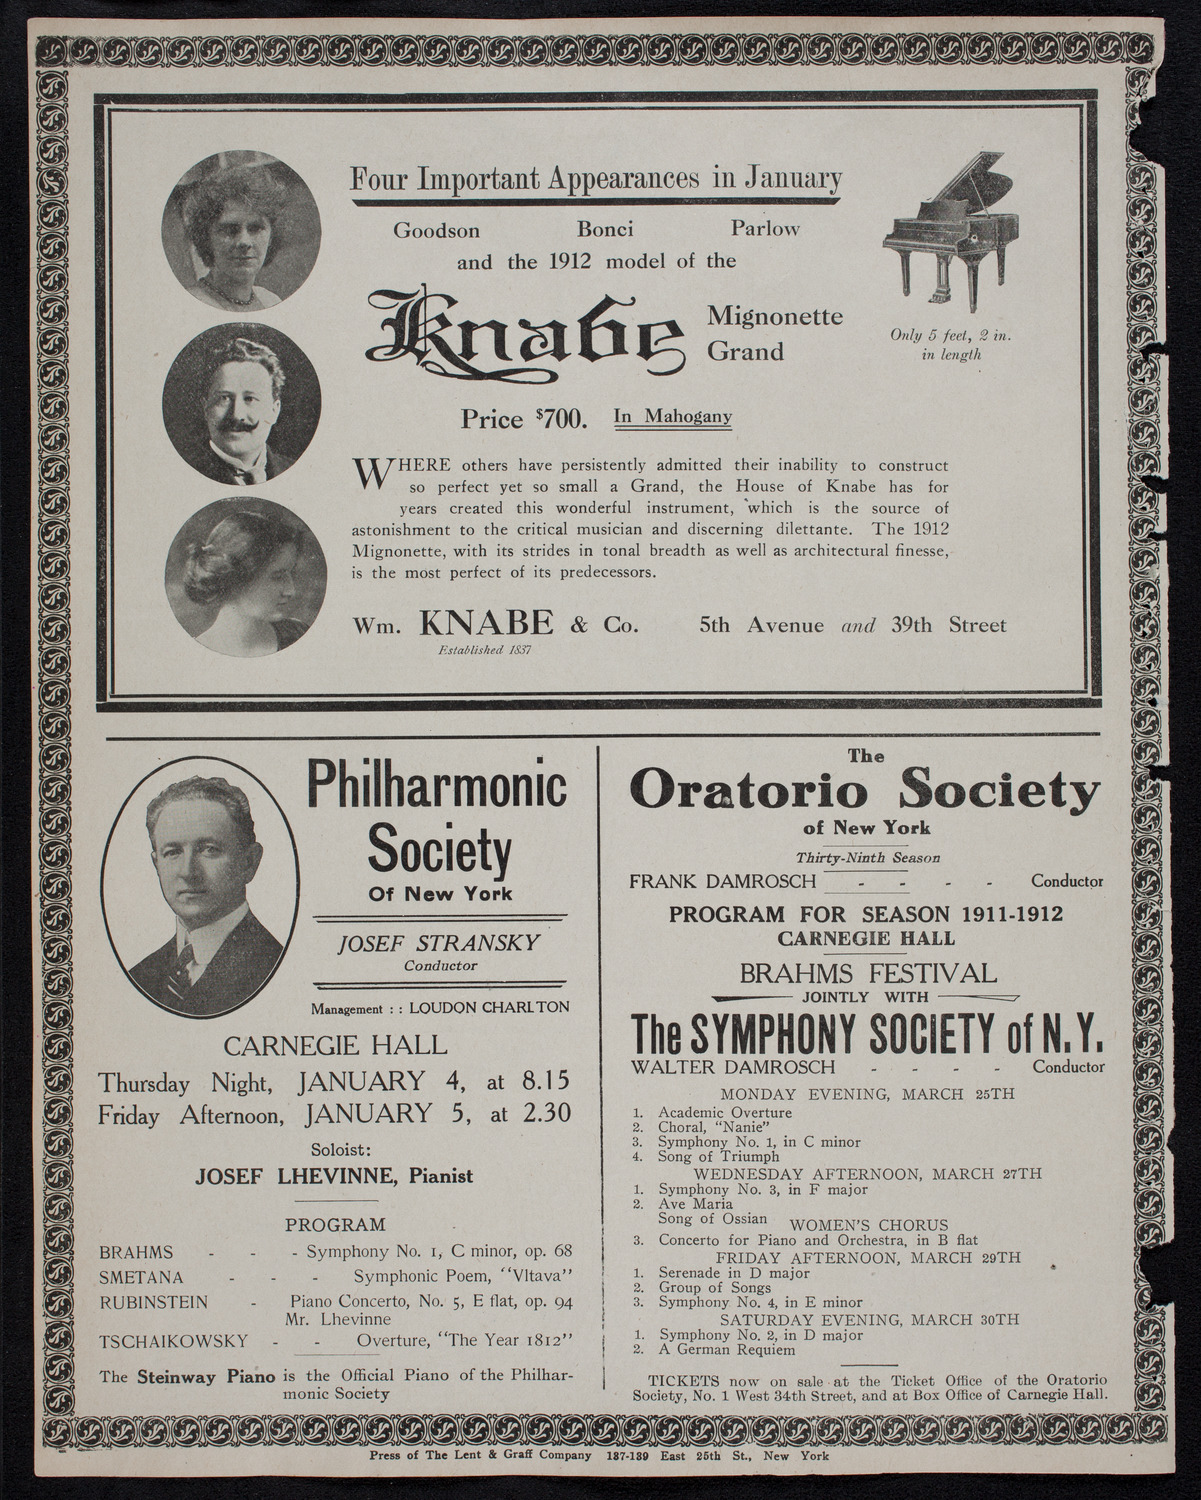 Four Important Appearances in January
Goodson Bonci Parlow
and the 1912 model of the
Knabe Mignonette
Grand
Only 5 feet, 2 in.
in length
Price $700. In Mahogany
WHERE others have persistently admitted their inability to construct
so perfect yet so small a Grand, the House of Knabe has for
years created this wonderful instrument, which is the source of
astonishment to the critical musician and discerning dilettante. The 1912
Mignonette, with its strides in tonal breadth as well as architectural finesse,
is the most perfect of its predecessors.
Wm. KNABE & Co. 5th Avenue and 39th Street
Established 1837
Philharmonic
Society
Of New York
JOSEF STRANSKY
Conductor
Management : : LOUDON CHARLTON
CARNEGIE HALL
Thursday Night, JANUARY 4, at 8.15
Friday Afternoon, JANUARY 5, at 2.30
Soloist:
JOSEF LHEVINNE, Pianist
PROGRAM
BRAHMS - - - Symphony No. 1, C minor, op. 68
SMETANA - - - Symphonic Poem, "Vltava"
RUBINSTEIN - Piano Concerto, No. 5, E flat, op. 94
Mr. Lhevinne
TSCHAIKOWSKY - - Overture, "The Year 1812"
The Steinway Piano is the Official Piano of the Philhar-
monic Society
The
Oratorio Society
of New York
Thirty-Ninth Season
FRANK DAMROSCH - - - - Conductor
PROGRAM FOR SEASON 1911-1912
CARNEGIE HALL
BRAHMS FESTIVAL
JOINTLY WITH
The SYMPHONY SOCIETY of N.Y.
WALTER DAMROSCH - - - - Conductor
MONDAY EVENING, MARCH 25TH
1. Academic Overture
2. Choral, "Nanie"
3. Symphony No. 1, in C minor
4. Song of Triumph
WEDNESDAY AFTERNOON, MARCH 27TH
1. Symphony No. 3, in F major
2. Ave Maria
Song of Ossian WOMEN'S CHORUS
3. Concerto for Piano and Orchestra, in B flat
FRIDAY AFTERNOON, MARCH 29TH
1. Serenade in D major
2. Group of Songs
3. Symphony No. 4, in E minor
SATURDAY EVENING, MARCH 30TH
1. Symphony No. 2, in D major
2. A German Requiem
TICKETS now on sale at the Ticket Office of the Oratorio
Society, No. 1 West 34th Street, and at Box Office of Carnegie Hall.
Press of The Lent & Graff Company 137-139 East 25th St., New York